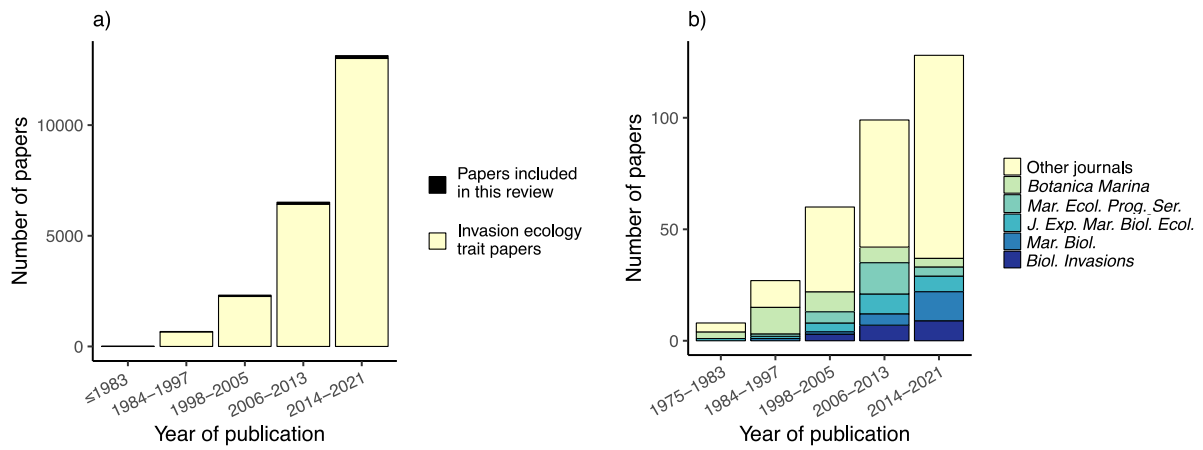 a)
Number of papers
10000
5000
0
≤1983
1984–1997
1998–2005
2006–2013
2014–2021
Year of publication
Papers included
in this review
Invasion ecology
trait papers
b)
Number of papers
100
50
0
1975–1983
1984–1997
1998–2005
2006–2013
2014–2021
Year of publication
Other journals
Botanica Marina
Mar. Ecol. Prog. Ser.
J. Exp. Mar. Biol. Ecol.
Mar. Biol.
Biol. Invasions